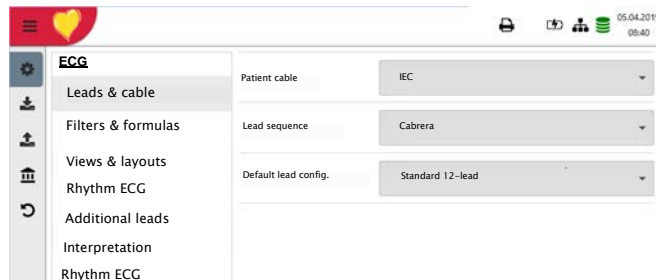 05.04.2019
08:40
ECG
Leads & cable
Filters & formulas
Views & layouts
Rhythm ECG
Additional leads
Interpretation
Rhythm ECG
Patient cable
IEC
Lead sequence
Cabrera
Default lead config.
Standard 12-lead